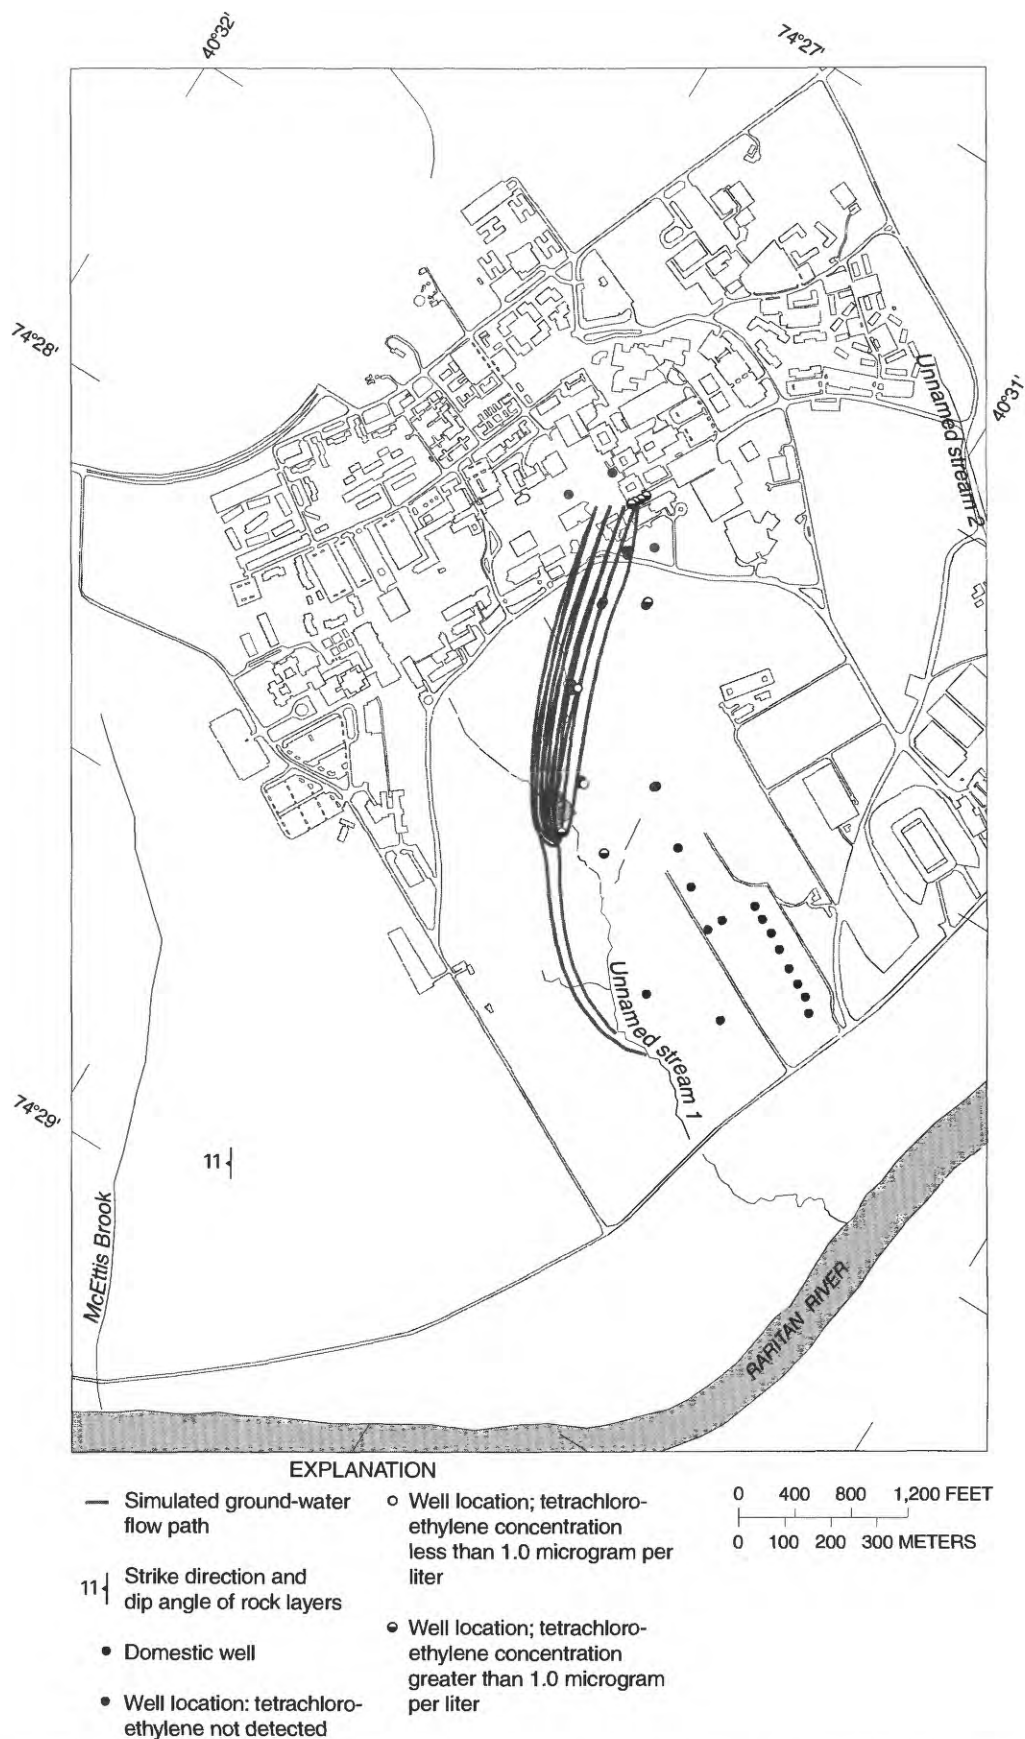 40°32'
74°27'
74°28'
40°31'
Unnamed stream 2
Unnamed stream 1
74°29'
11
McEttis Brook
RARITAN RIVER
EXPLANATION
Simulated ground-water
flow path
11
Strike direction and
dip angle of rock layers
Domestic well
Well location: tetrachloro-
ethylene not detected
Well location; tetrachloro-
ethylene concentration
less than 1.0 microgram per
liter
Well location; tetrachloro-
ethylene concentration
greater than 1.0 microgram
per liter
0 400 800 1,200 FEET
0 100 200 300 METERS